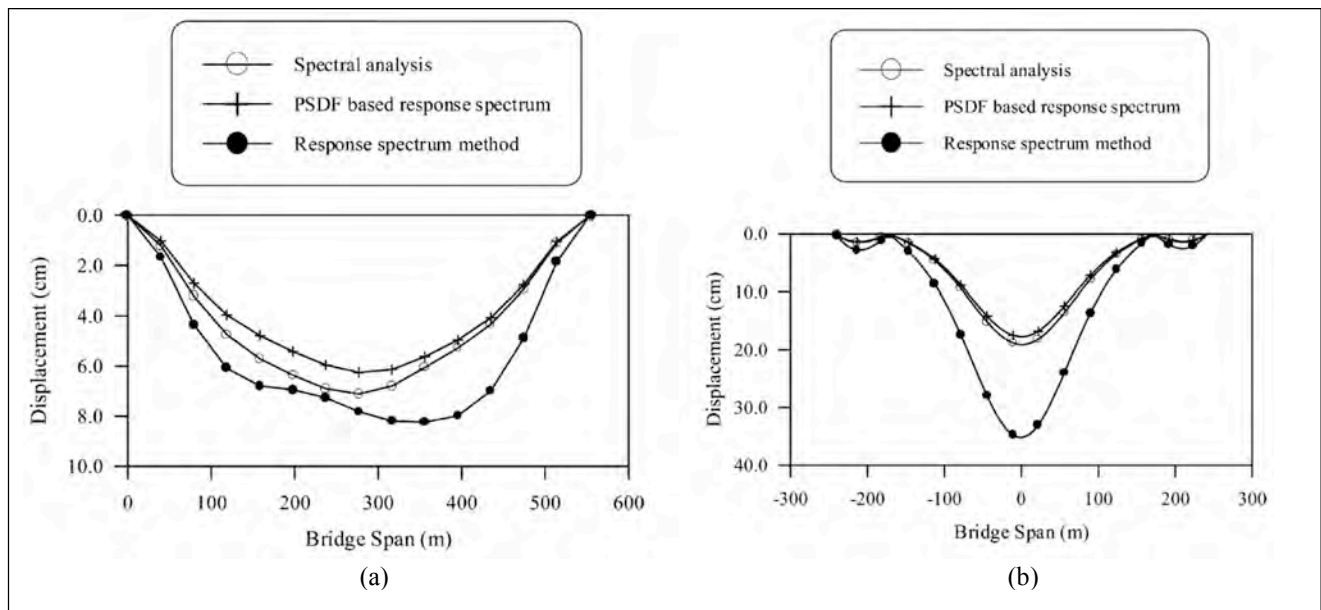 Spectral analysis
PSDF based response spectrum
Response spectrum method
0.0
2.0
4.0
6.0
8.0
10.0
Displacement (cm)
0 100 200 300 400 500 600
Bridge Span (m)
(a)
Spectral analysis
PSDF based response spectrum
Response spectrum method
0.0
10.0
20.0
30.0
40.0
Displacement (cm)
-300 -200 -100 0 100 200 300
Bridge Span (m)
(b)